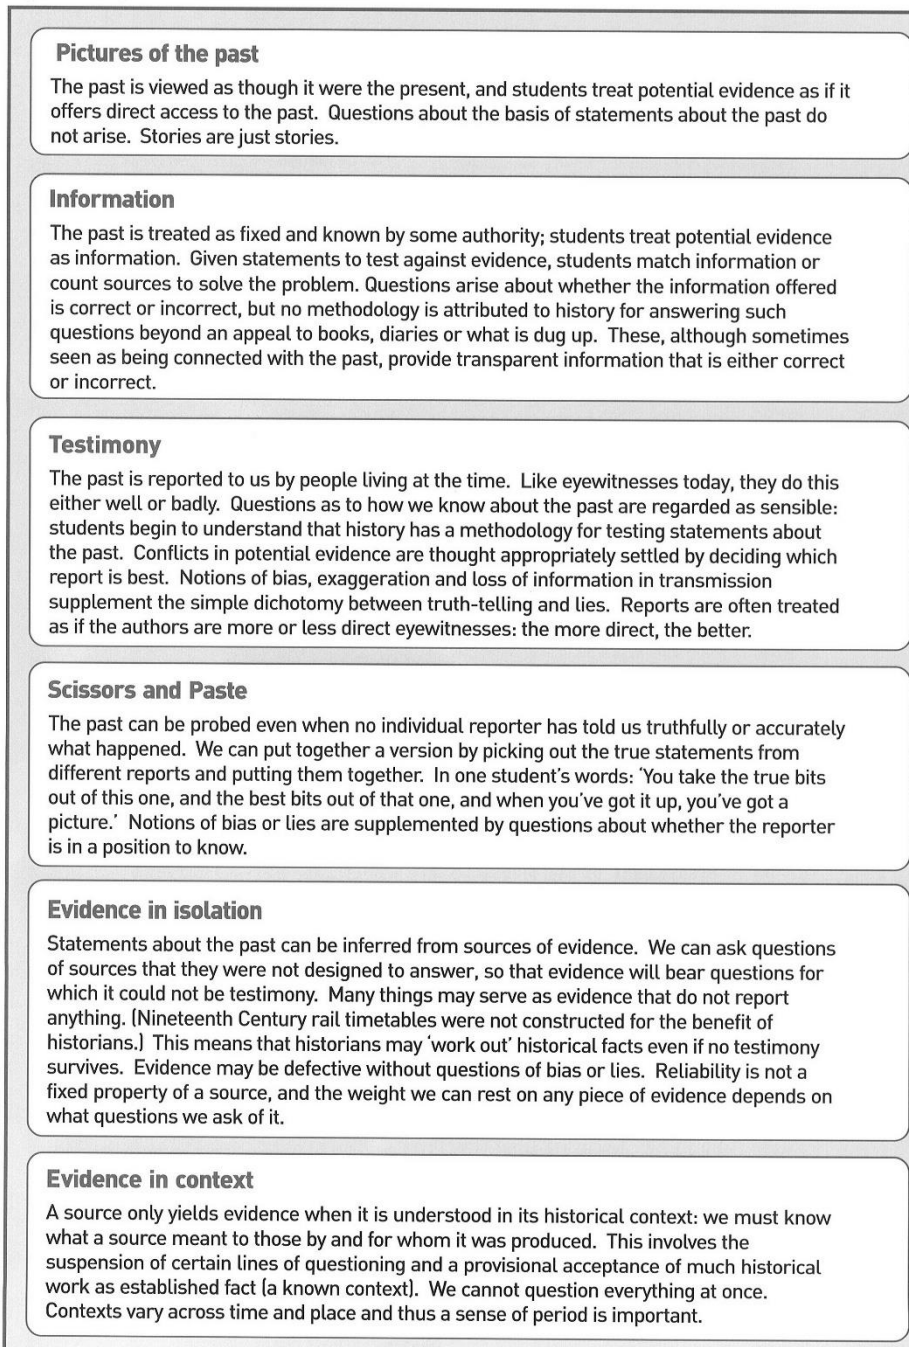 Pictures of the past
The past is viewed as though it were the present, and students treat potential evidence as if it
offers direct access to the past. Questions about the basis of statements about the past do
not arise. Stories are just stories.
Information
The past is treated as fixed and known by some authority; students treat potential evidence
as information. Given statements to test against evidence, students match information or
count sources to solve the problem. Questions arise about whether the information offered
is correct or incorrect, but no methodology is attributed to history for answering such
questions beyond an appeal to books, diaries or what is dug up. These, although sometimes
seen as being connected with the past, provide transparent information that is either correct
or incorrect.
Testimony
The past is reported to us by people living at the time. Like eyewitnesses today, they do this
either well or badly. Questions as to how we know about the past are regarded as sensible:
students begin to understand that history has a methodology for testing statements about
the past. Conflicts in potential evidence are thought appropriately settled by deciding which
report is best. Notions of bias, exaggeration and loss of information in transmission
supplement the simple dichotomy between truth-telling and lies. Reports are often treated
as if the authors are more or less direct eyewitnesses: the more direct, the better.
Scissors and Paste
The past can be probed even when no individual reporter has told us truthfully or accurately
what happened. We can put together a version by picking out the true statements from
different reports and putting them together. In one student's words: 'You take the true bits
out of this one, and the best bits out of that one, and when you've got it up, you've got a
picture.' Notions of bias or lies are supplemented by questions about whether the reporter
is in a position to know.
Evidence in isolation
Statements about the past can be inferred from sources of evidence. We can ask questions
of sources that they were not designed to answer, so that evidence will bear questions for
which it could not be testimony. Many things may serve as evidence that do not report
anything. (Nineteenth Century rail timetables were not constructed for the benefit of
historians.) This means that historians may 'work out' historical facts even if no testimony
survives. Evidence may be defective without questions of bias or lies. Reliability is not a
fixed property of a source, and the weight we can rest on any piece of evidence depends on
what questions we ask of it.
Evidence in context
A source only yields evidence when it is understood in its historical context: we must know
what a source meant to those by and for whom it was produced. This involves the
suspension of certain lines of questioning and a provisional acceptance of much historical
work as established fact (a known context). We cannot question everything at once.
Contexts vary across time and place and thus a sense of period is important.